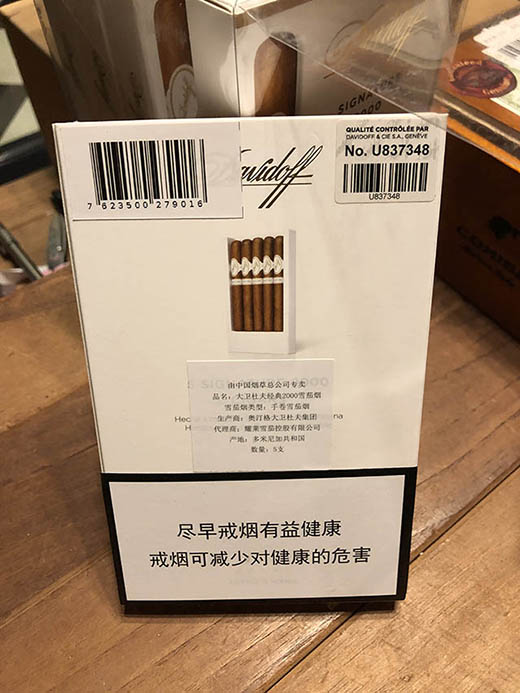 SIGNATURE
2000
QUALITÉ CONTRÔLÉE PAR
DAVIDOFF & CIE S.A., GENÈVE
No. U837348
U837348
7 623500 279016
由中国烟草总公司专卖
品名：大卫杜夫经典2000雪茄烟
雪茄烟类型：手卷雪茄烟
生产商：奥汀格大卫杜夫集团
代理商：耀莱雪茄控股有限公司
产地：多米尼加共和国
数量：5支
尽早戒烟有益健康
戒烟可减少对健康的危害